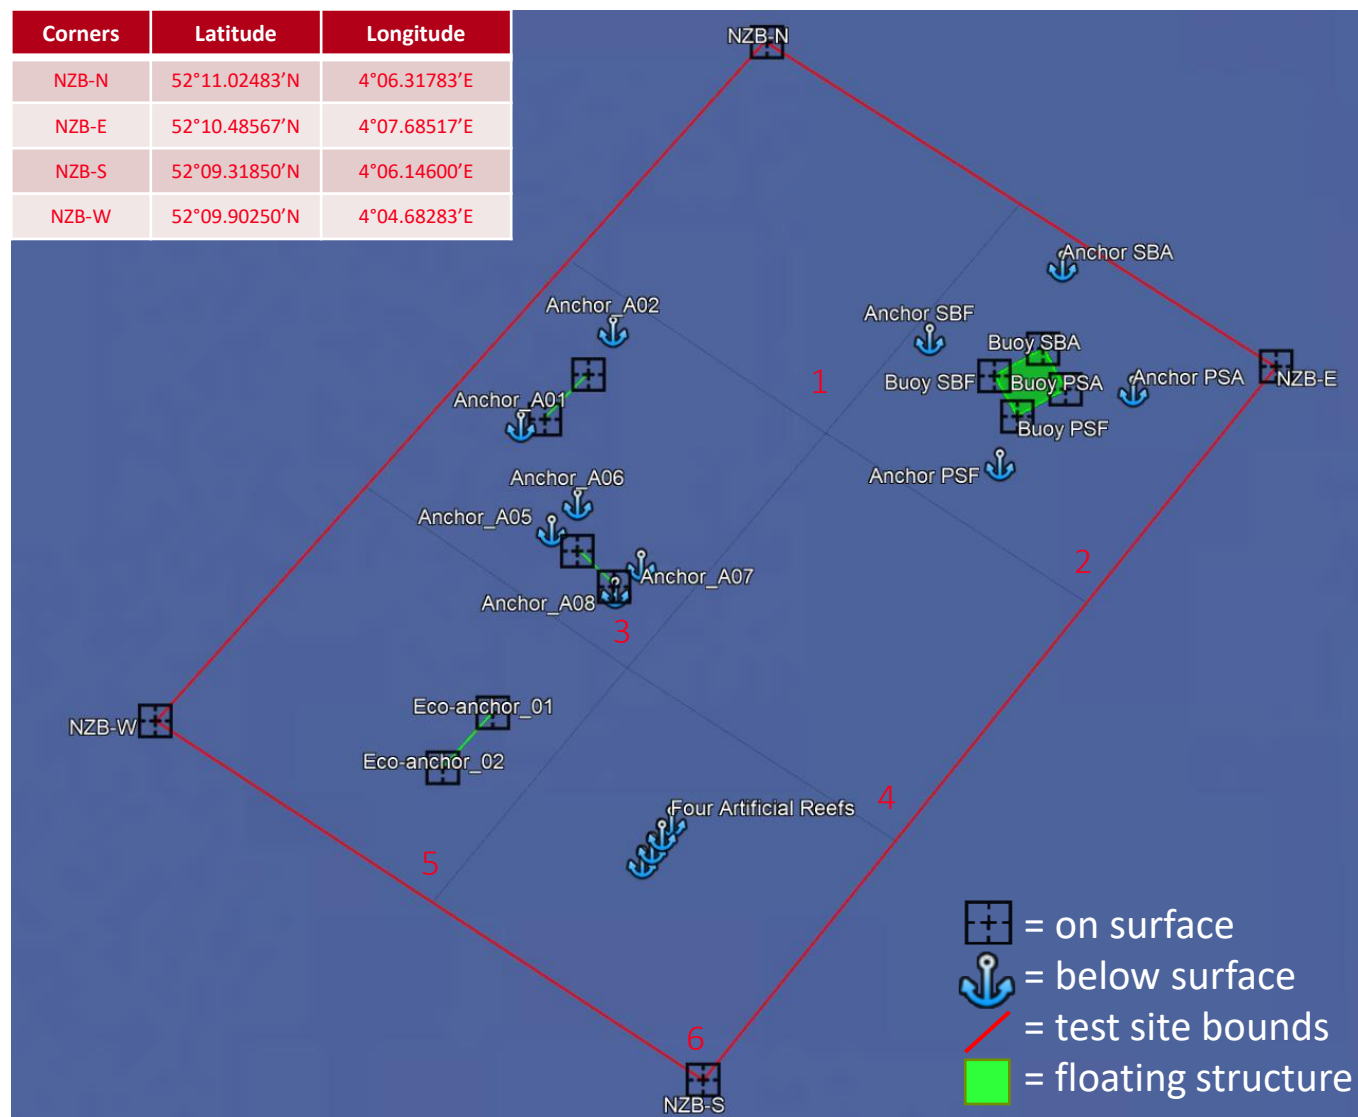 Corners Latitude Longitude
NZB-N 52°11.02483’N 4°06.31783’E
NZB-E 52°10.48567’N 4°07.68517’E
NZB-S 52°09.31850’N 4°06.14600’E
NZB-W 52°09.90250’N 4°04.68283’E
NZB-N
Anchor SBA
Anchor_A02
Anchor SBF
Buoy SBA
1
Buoy SBF
Buoy PSA
Anchor PSA
NZB-E
Anchor_A01
Buoy PSF
Anchor_A06
Anchor PSF
Anchor_A05
2
Anchor_A07
Anchor_A08
3
Eco-anchor_01
NZB-W
Eco-anchor_02
4
Four Artificial Reefs
5
6
NZB-S
= on surface
= below surface
= test site bounds
= floating structure